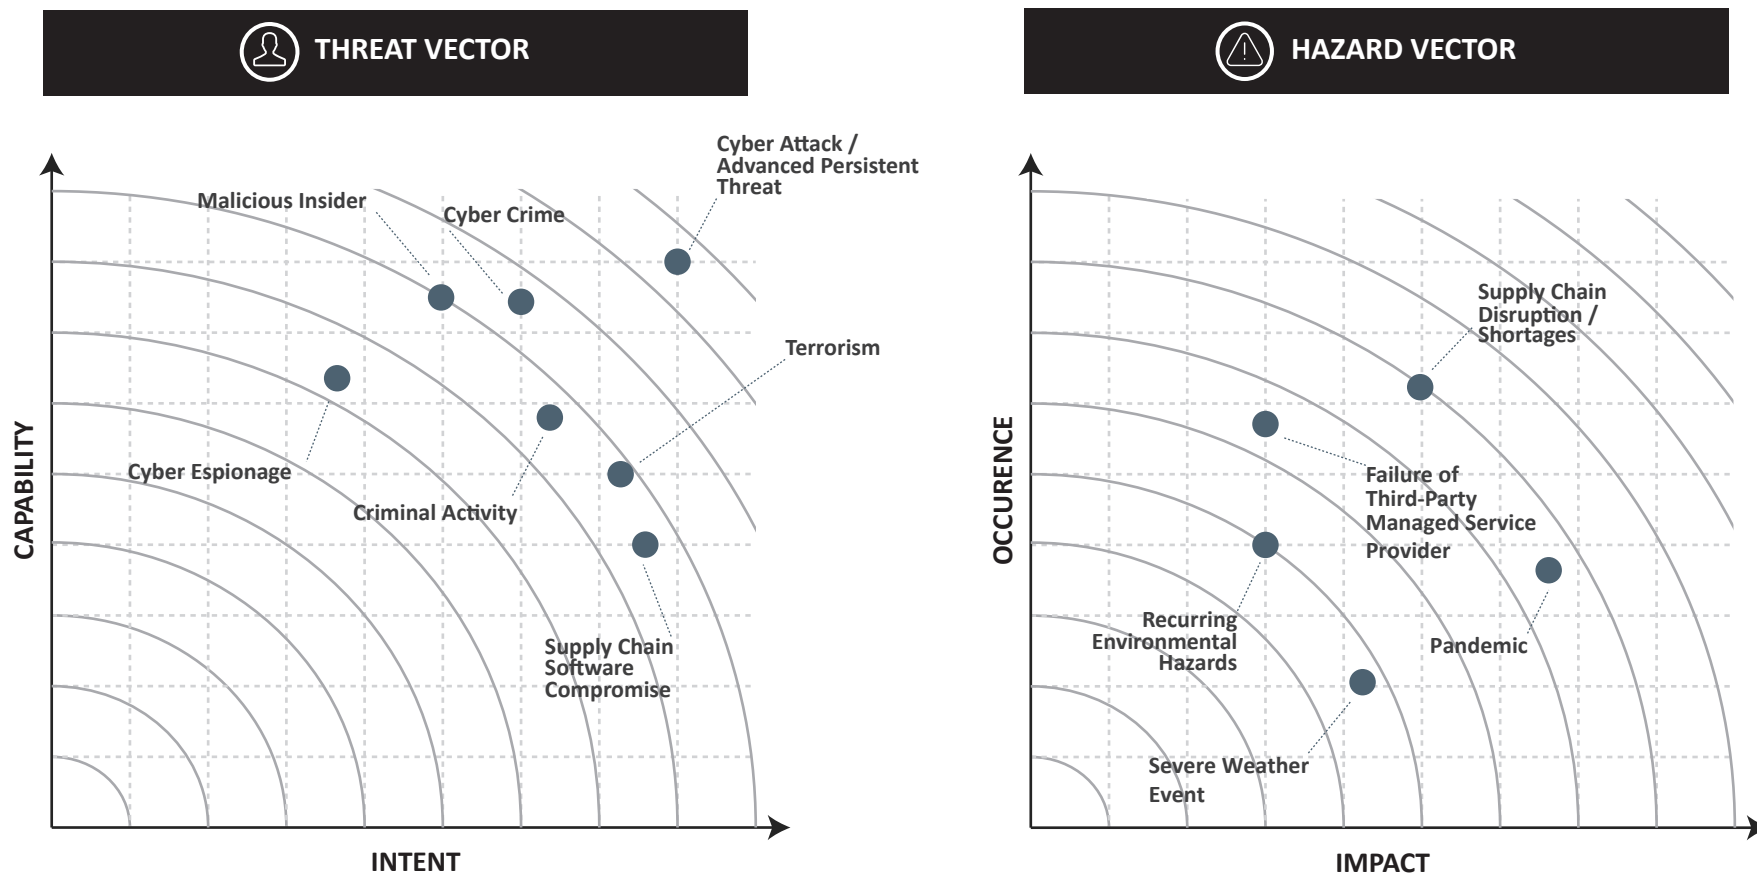 THREAT VECTOR
Cyber Attack /
Advanced Persistent
Threat
Malicious Insider
Cyber Crime
Terrorism
Cyber Espionage
Criminal Activity
Supply Chain
Software
Compromise
CAPABILITY
INTENT
HAZARD VECTOR
Supply Chain
Disruption /
Shortages
Failure of
Third-Party
Managed Service
Provider
Recurring
Environmental
Hazards
Pandemic
Severe Weather
Event
OCCURENCE
IMPACT